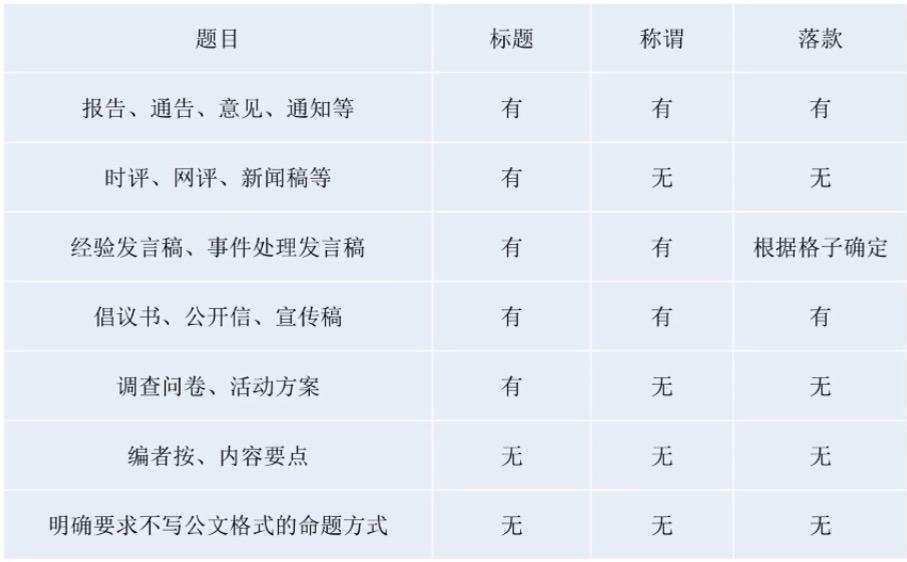 题目 标题 称谓 落款
报告、通告、意见、通知等 有 有 有
时评、网评、新闻稿等 有 无 无
经验发言稿、事件处理发言稿 有 有 根据格子确定
倡议书、公开信、宣传稿 有 有 有
调查问卷、活动方案 有 无 无
编者按、内容要点 无 无 无
明确要求不写公文格式的命题方式 无 无 无